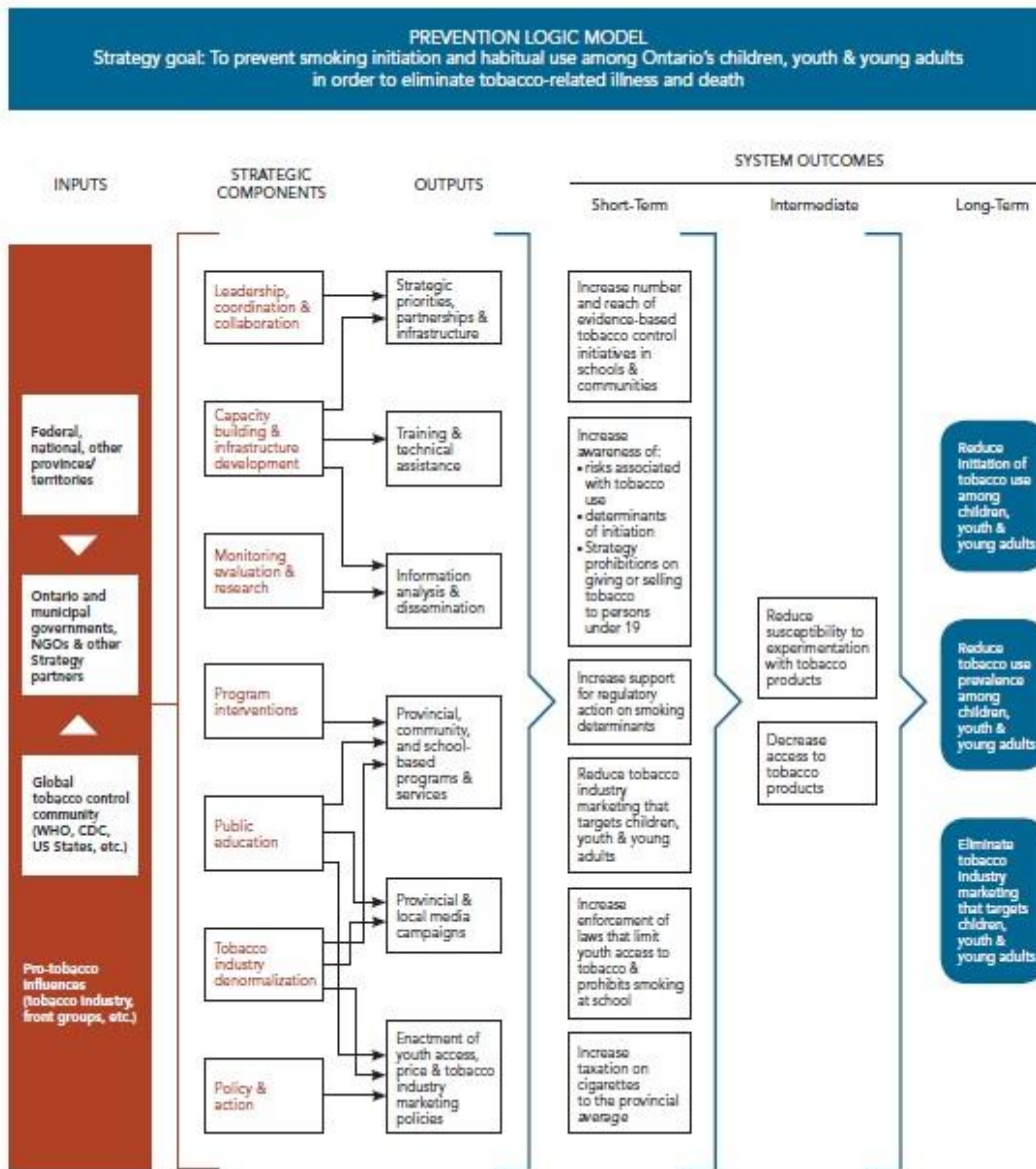 PREVENTION LOGIC MODEL
Strategy goal: To prevent smoking initiation and habitual use among Ontario's children, youth & young adults
in order to eliminate tobacco-related illness and death
INPUTS
STRATEGIC
COMPONENTS
OUTPUTS
SYSTEM OUTCOMES
Short-Term
Intermediate
Long-Term
Federal,
national, other
provinces/
territories
Ontario and
municipal
governments,
NGOs & other
Strategy
partners
Global
tobacco control
community
(WHO, CDC,
US States, etc.)
Pro-tobacco
influences
(tobacco industry,
front groups, etc.)
Leadership,
coordination &
collaboration
Capacity
building &
infrastructure
development
Monitoring
evaluation &
research
Program
interventions
Public
education
Tobacco
industry
denormalization
Policy &
action
Strategic
priorities,
partnerships &
infrastructure
Training &
technical
assistance
Information
analysis &
dissemination
Provincial,
community,
and school-
based
programs &
services
Provincial &
local media
campaigns
Enactment of
youth access,
price & tobacco
industry
marketing
policies
Increase number
and reach of
evidence-based
tobacco control
initiatives in
schools &
communities
Increase
awareness of:
• risks associated
with tobacco
use
• determinants
of initiation
• Strategy
prohibitions on
giving or selling
tobacco
to persons
under 19
Increase support
for regulatory
action on smoking
determinants
Reduce tobacco
industry
marketing that
targets children,
youth & young
adults
Increase
enforcement of
laws that limit
youth access to
tobacco &
prohibits smoking
at school
Increase
taxation on
cigarettes
to the provincial
average
Reduce
susceptibility to
experimentation
with tobacco
products
Decrease
access to
tobacco
products
Reduce
initiation of
tobacco use
among
children,
youth &
young adults
Reduce
tobacco use
prevalence
among
children,
youth &
young adults
Eliminate
tobacco
industry
marketing
that targets
chidren,
youth &
young adults